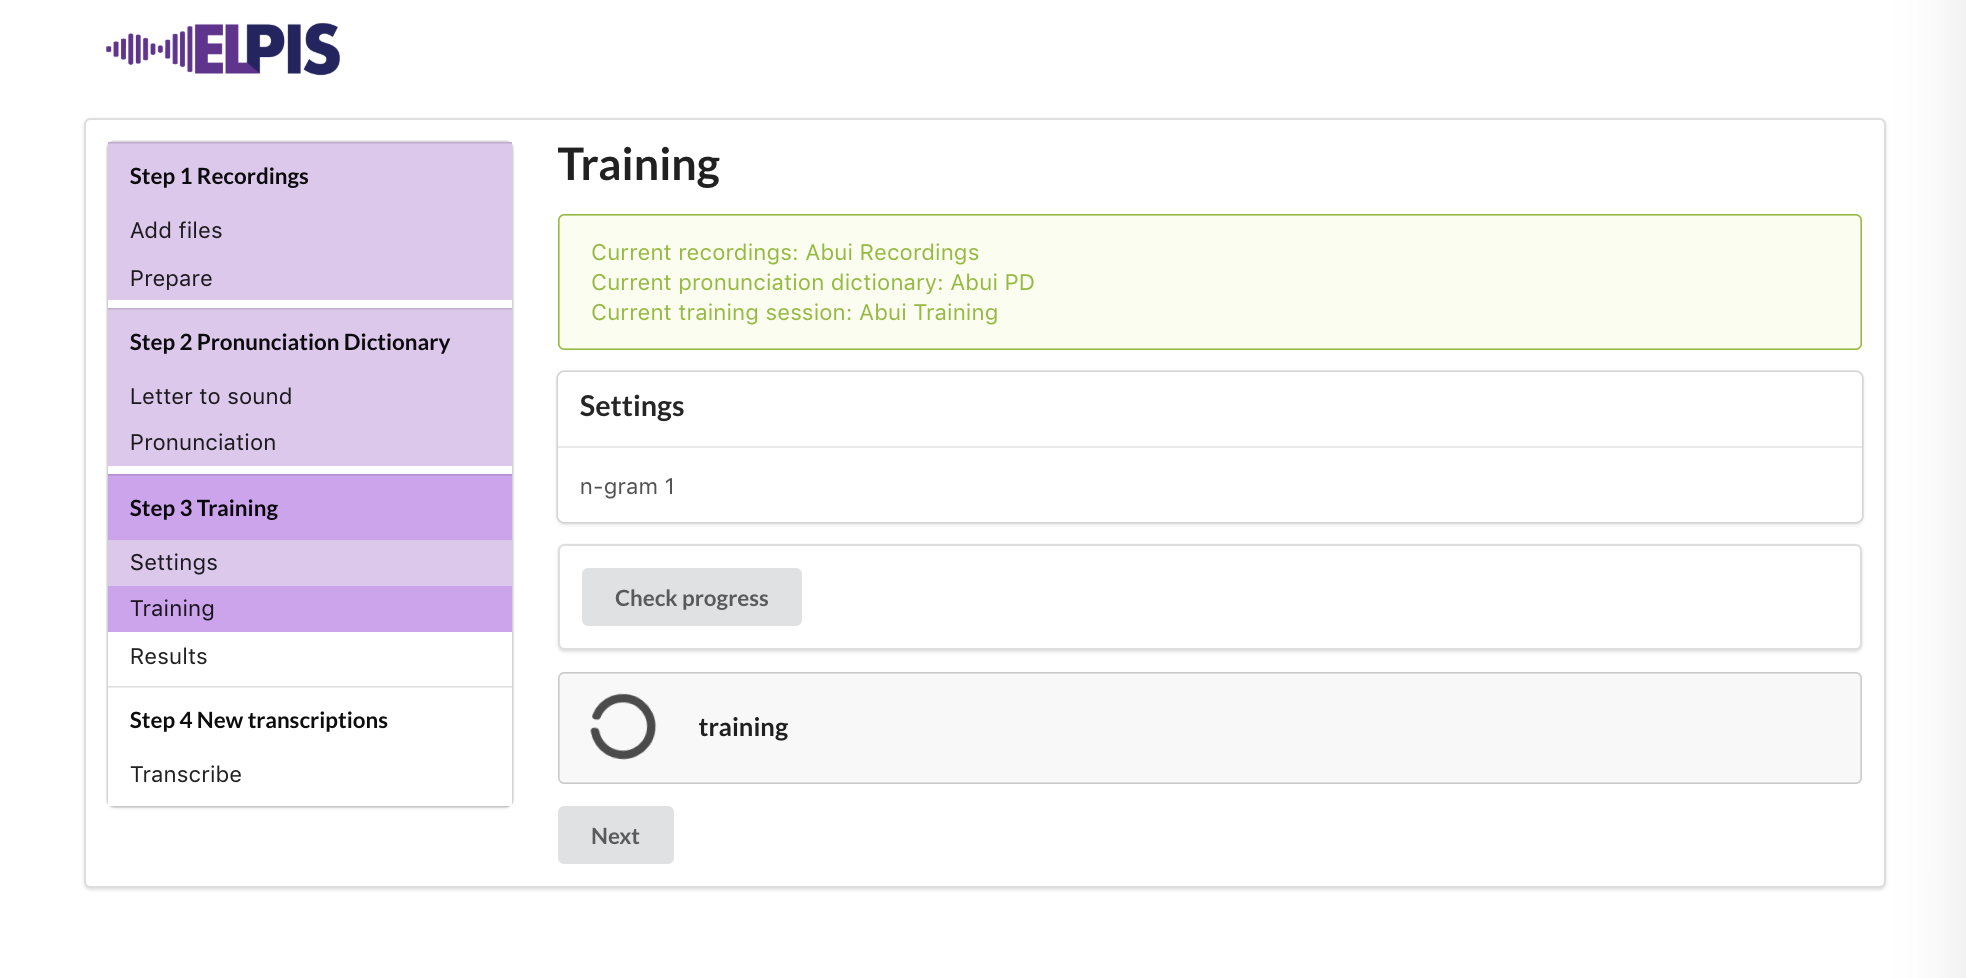 ELPIS
Step 1 Recordings
Add files
Prepare
Step 2 Pronunciation Dictionary
Letter to sound
Pronunciation
Step 3 Training
Settings
Training
Results
Step 4 New transcriptions
Transcribe
Training
Current recordings: Abui Recordings
Current pronunciation dictionary: Abui PD
Current training session: Abui Training
Settings
n-gram 1
Check progress
training
Next